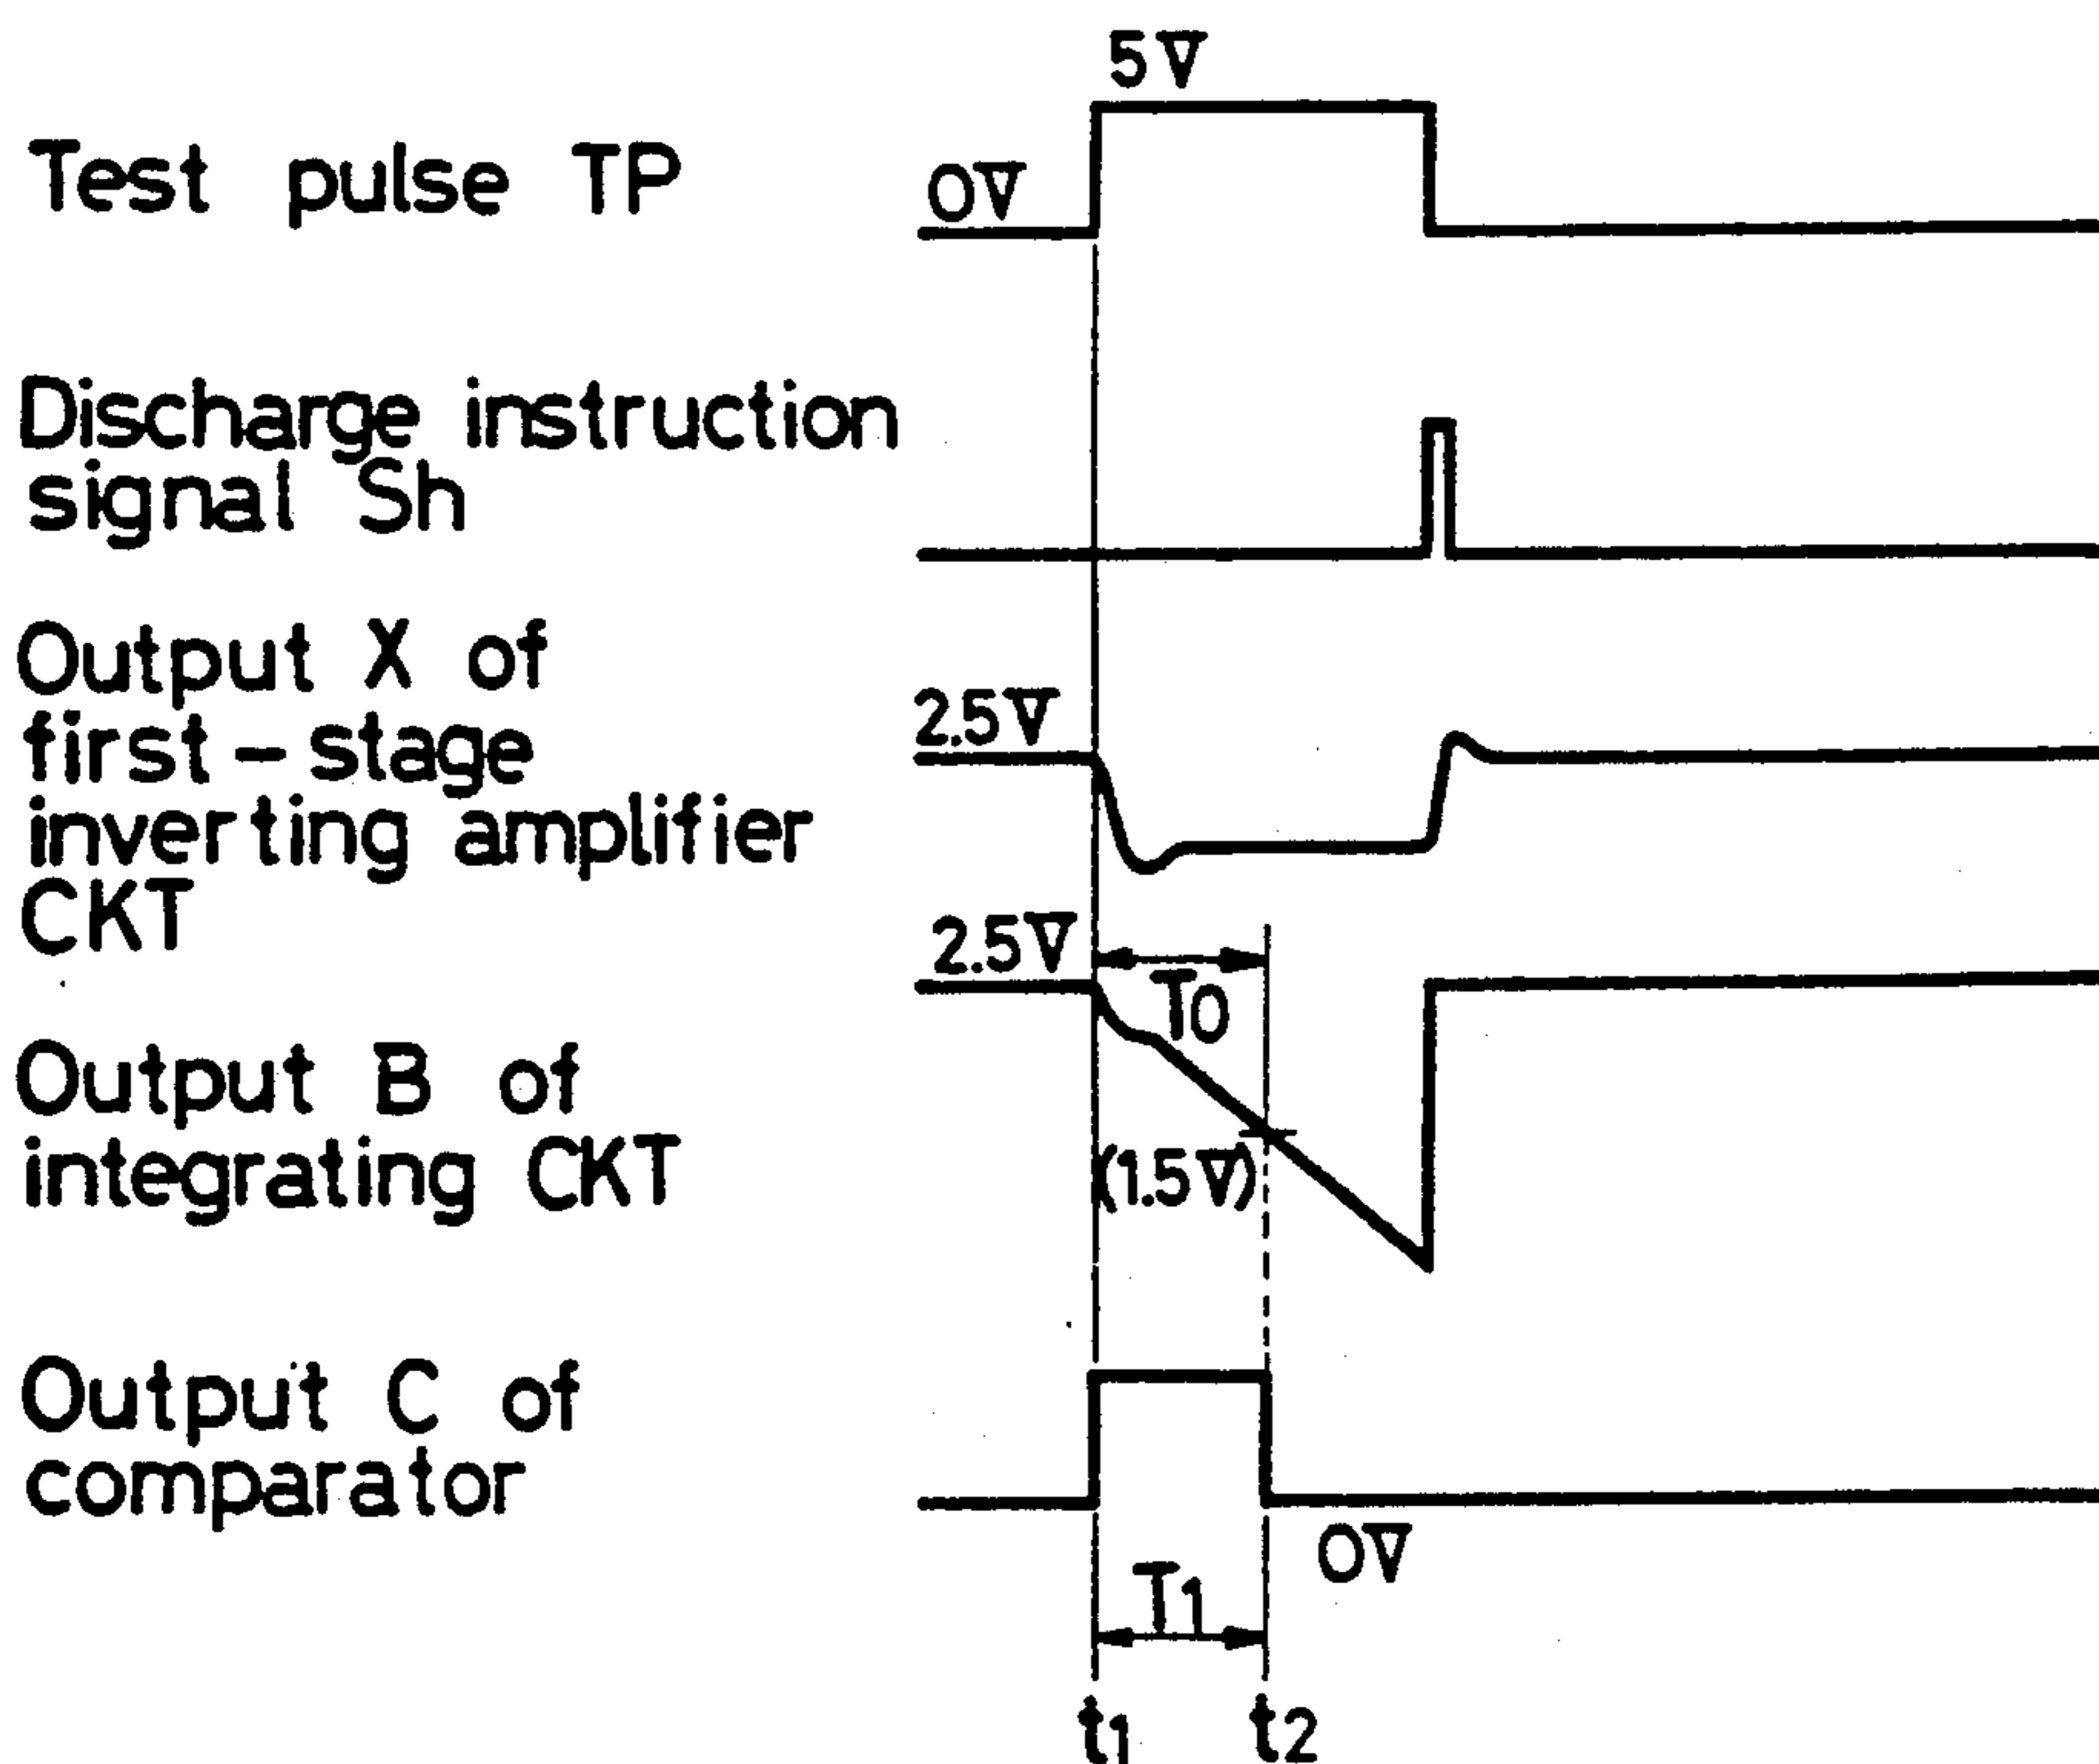 5V
Test pulse TP
0V
Discharge instruction
signal Sh
Output X of
first-stage
inverting amplifier
CKT
2.5V
2.5V
T0
Output B of
integrating CKT
(1.5V)
Output C of
comparator
0V
T1
t1
t2